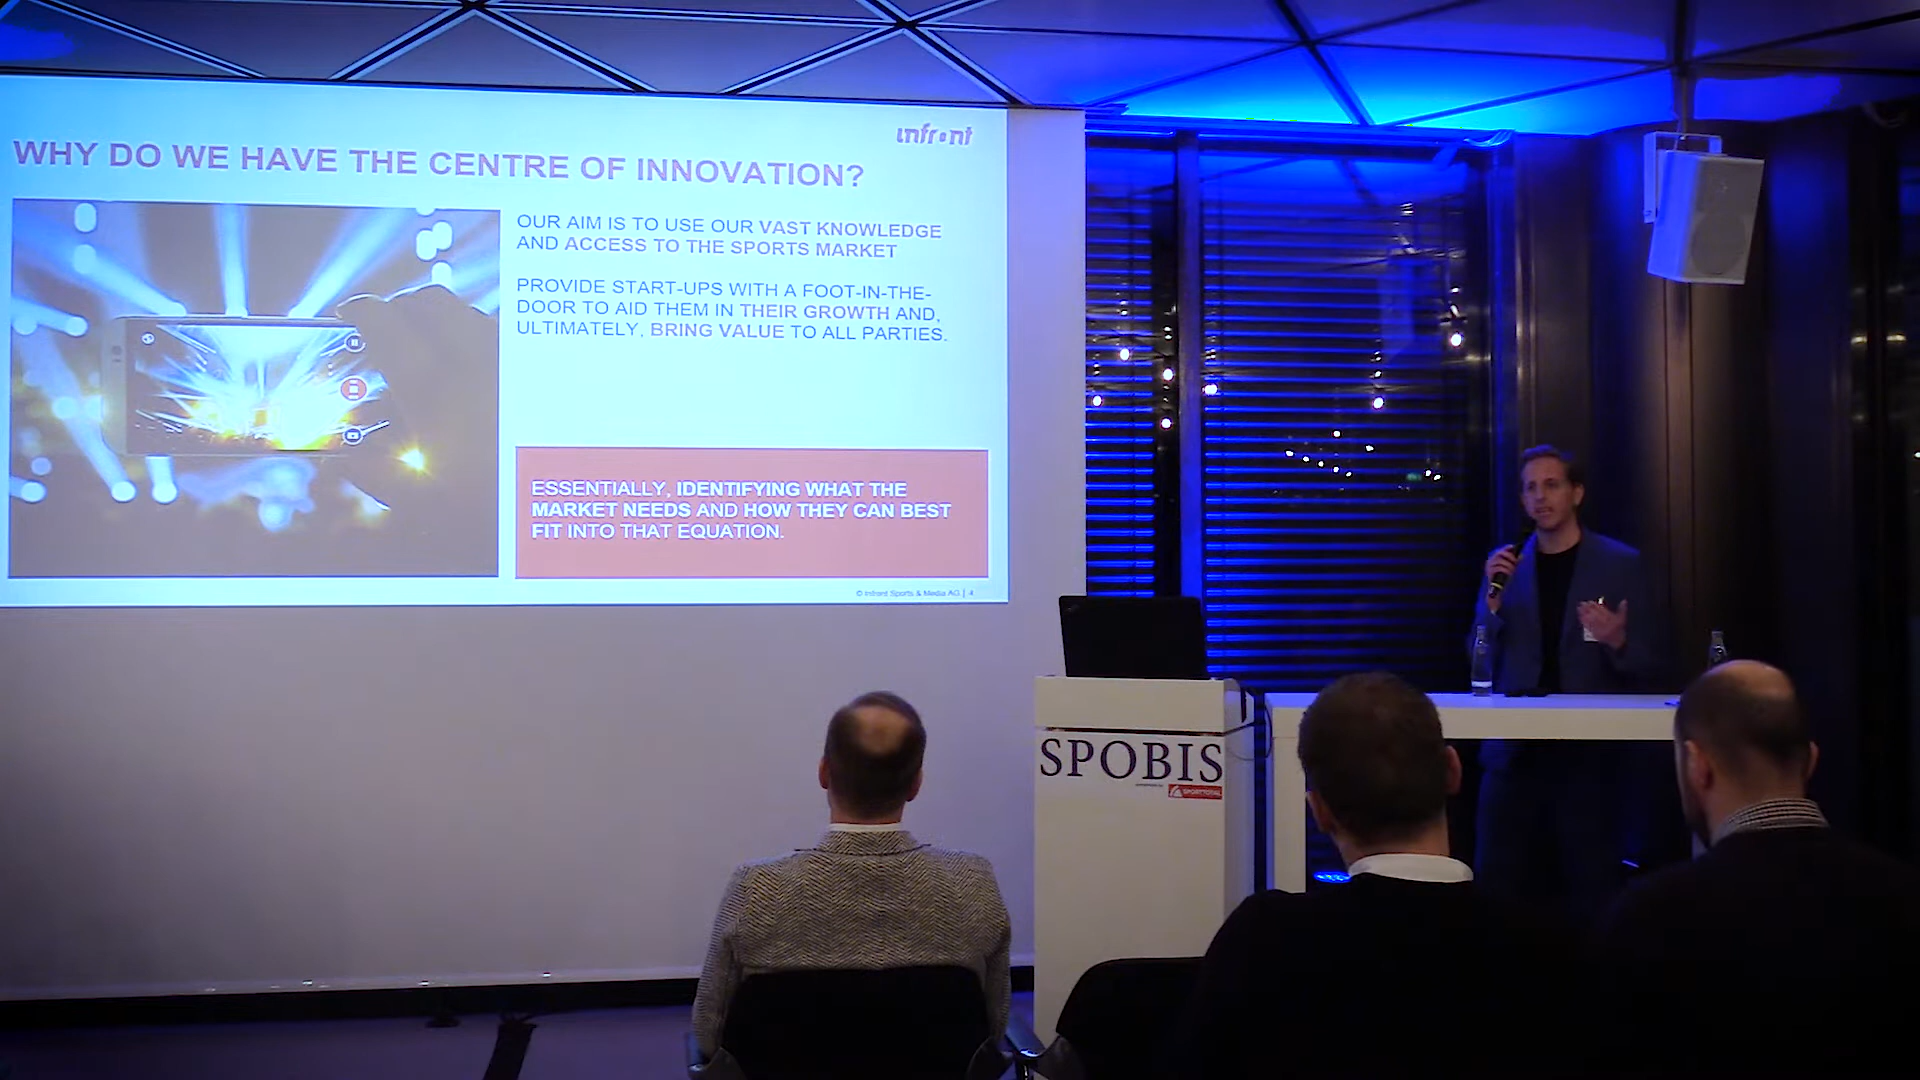 infront
WHY DO WE HAVE THE CENTRE OF INNOVATION?
OUR AIM IS TO USE OUR VAST KNOWLEDGE
AND ACCESS TO THE SPORTS MARKET
PROVIDE START-UPS WITH A FOOT-IN-THE-
DOOR TO AID THEM IN THEIR GROWTH AND,
ULTIMATELY, BRING VALUE TO ALL PARTIES.
ESSENTIALLY, IDENTIFYING WHAT THE
MARKET NEEDS AND HOW THEY CAN BEST
FIT INTO THAT EQUATION.
© Infront Sports & Media AG | 4
SPOBIS
SPORTTOTAL